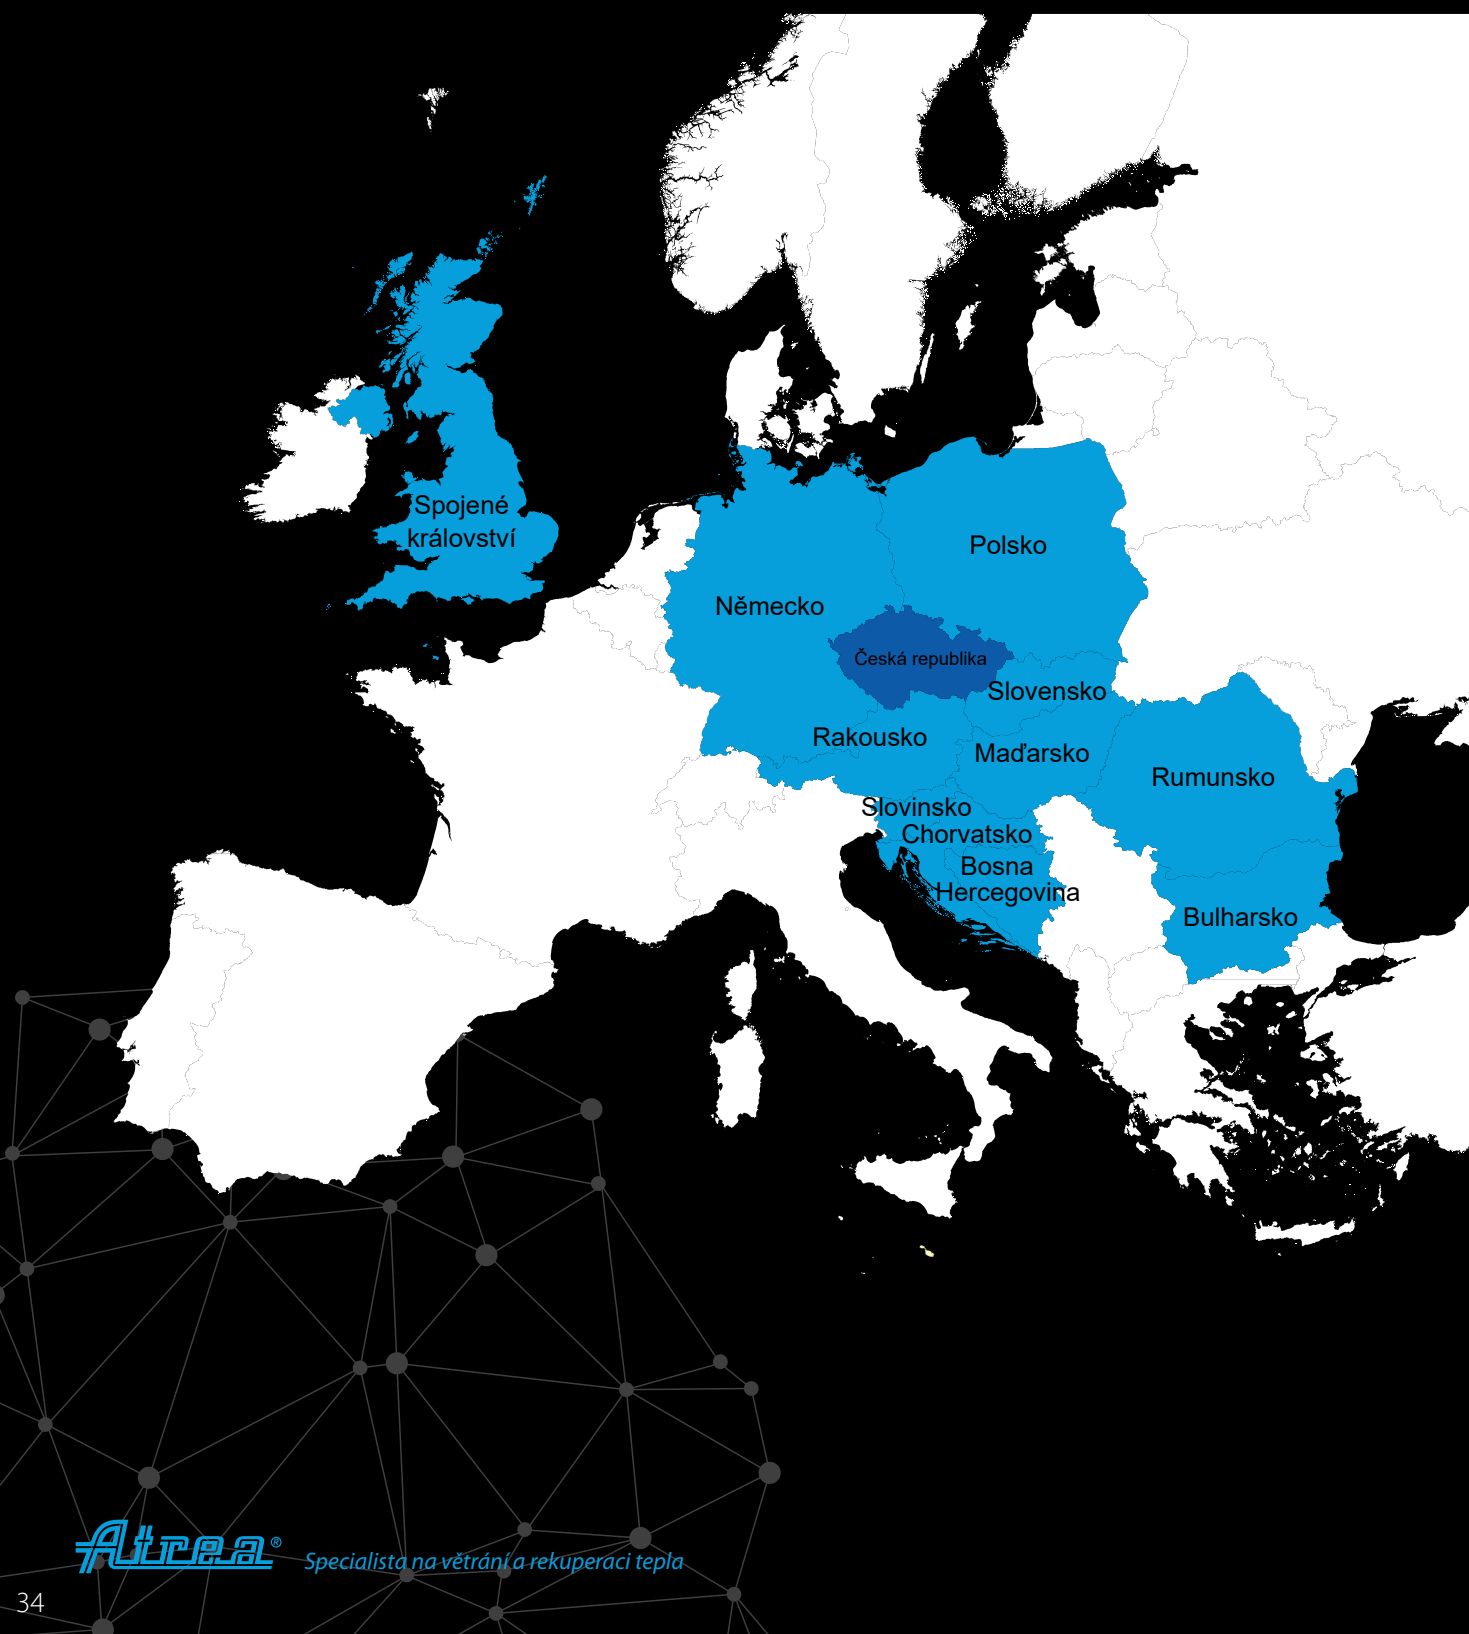 Spojené
království
Polsko
Německo
Česká republika
Slovensko
Rakousko
Maďarsko
Rumunsko
Slovinsko
Chorvatsko
Bosna
Hercegovina
Bulharsko
Atrea®
Specialista na větrání a rekuperaci tepla
34